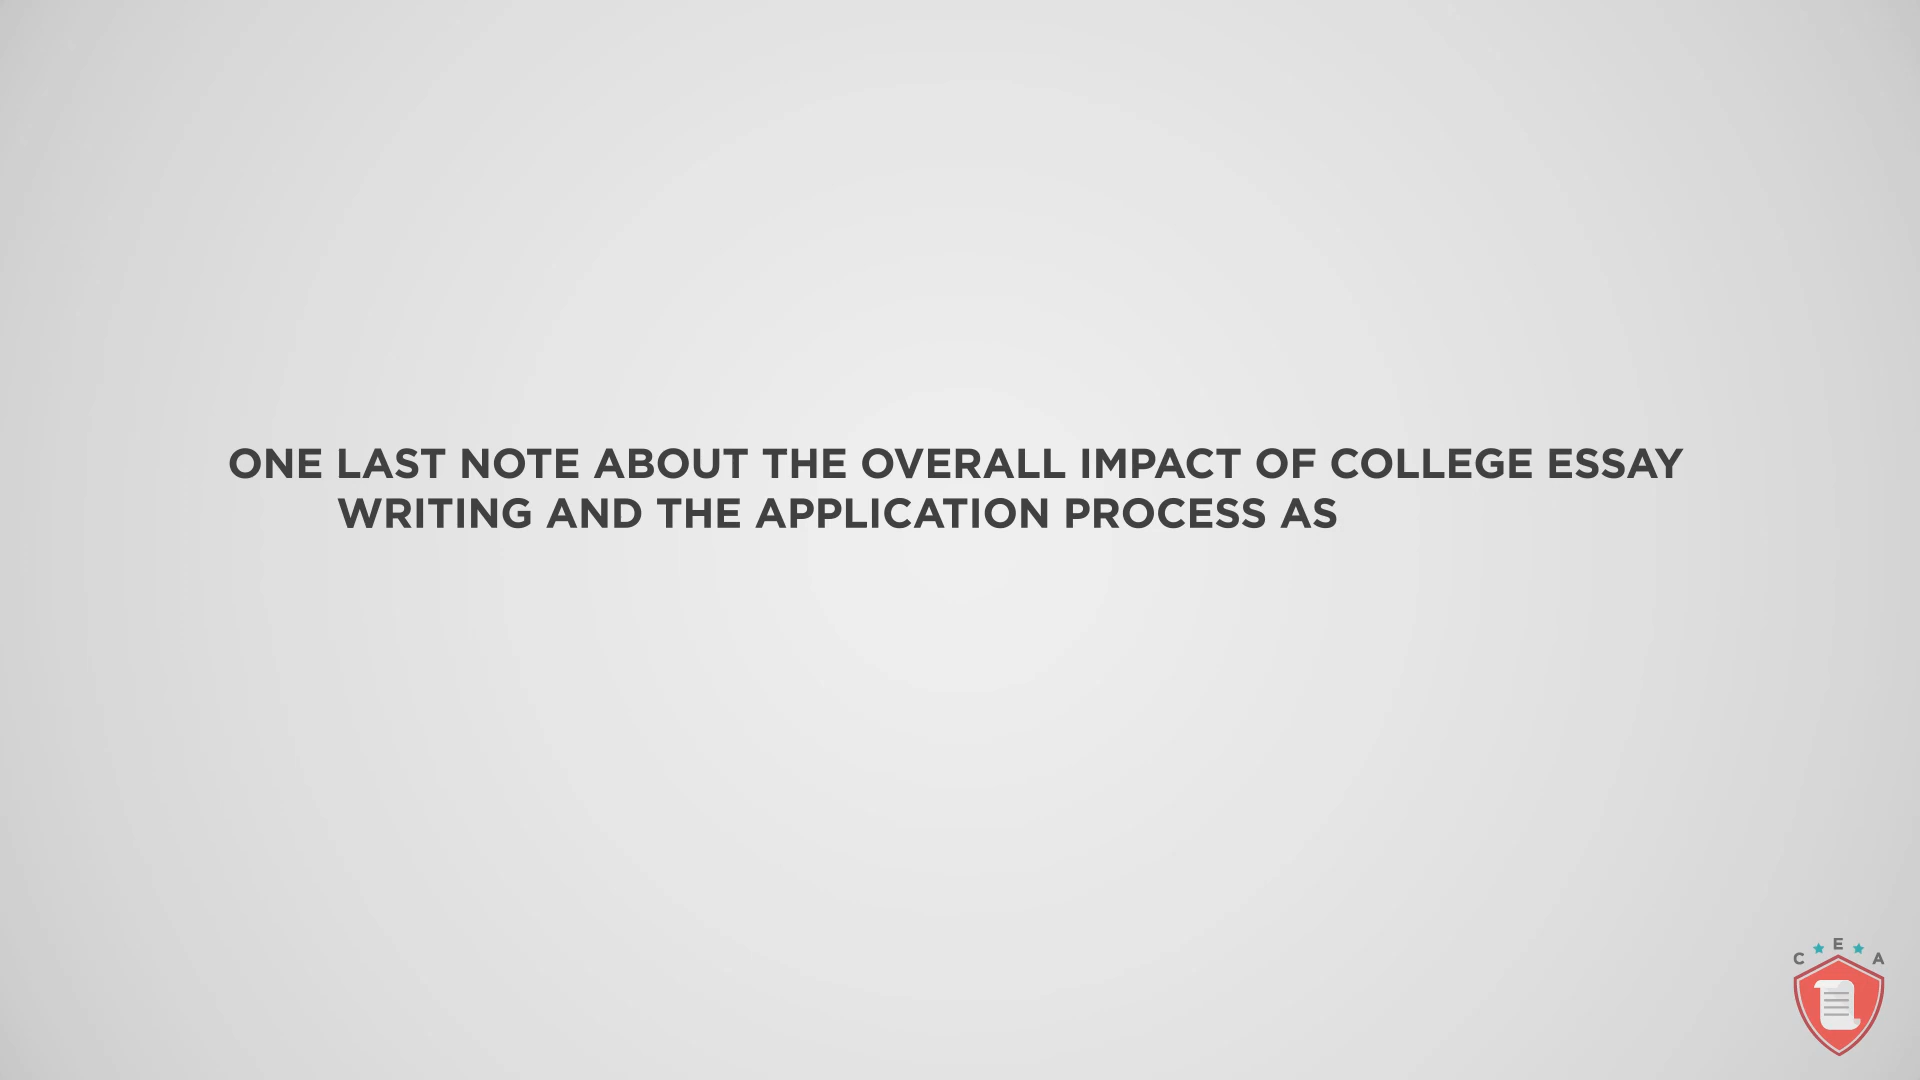 ONE LAST NOTE ABOUT THE OVERALL IMPACT OF COLLEGE ESSAY
WRITING AND THE APPLICATION PROCESS AS
C E A